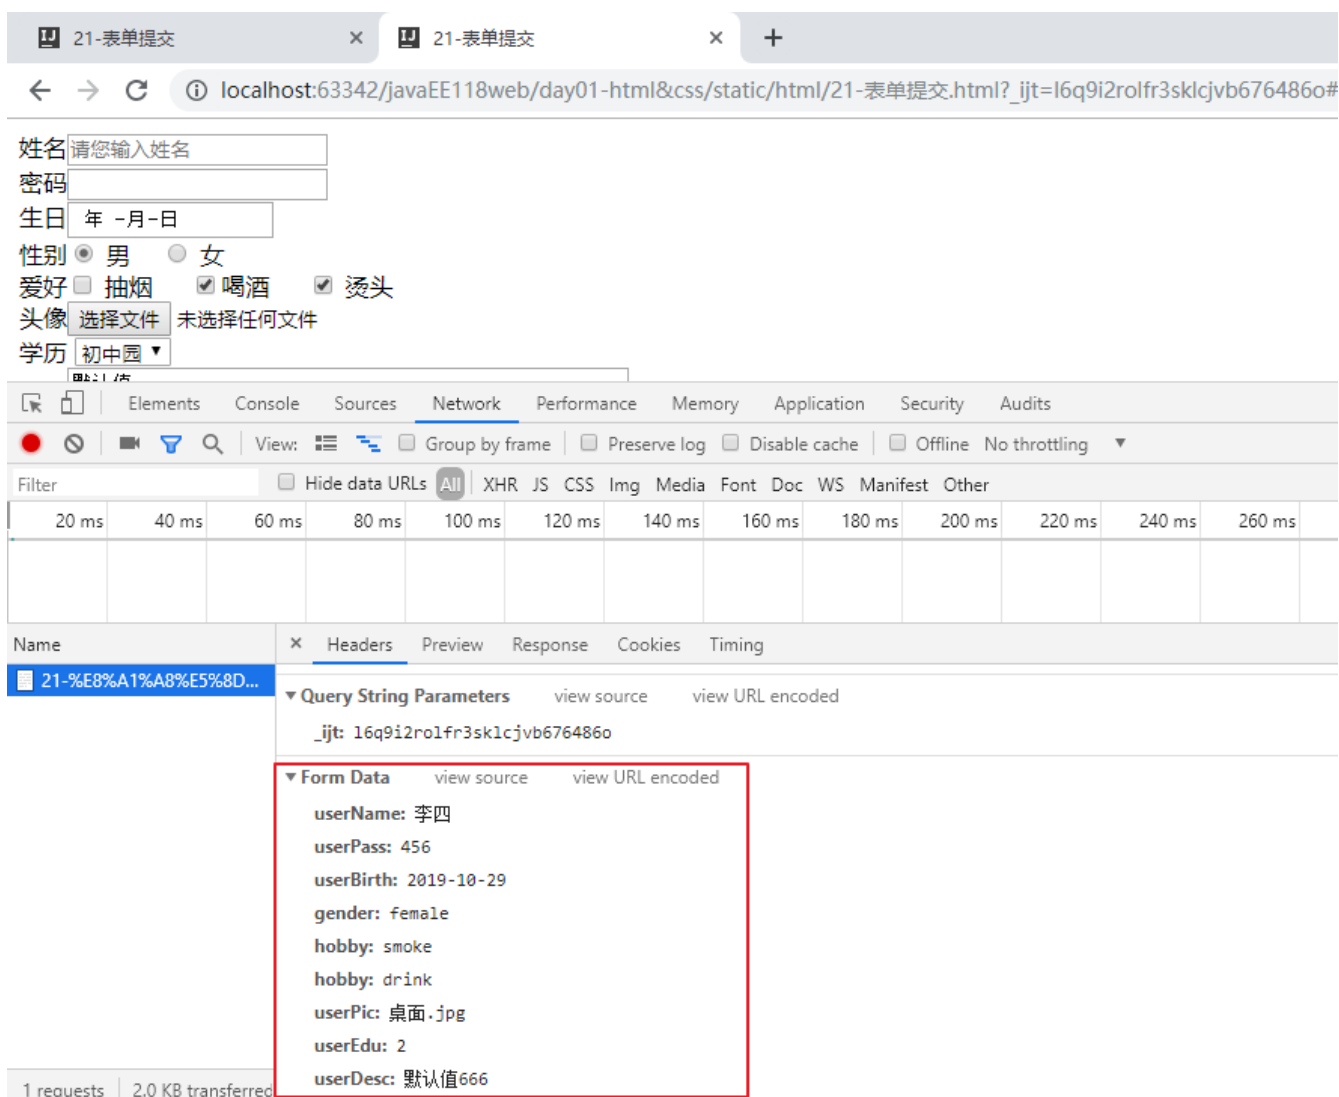 21-表单提交
21-表单提交
localhost:63342/javaEE118web/day01-html&css/static/html/21-表单提交.html?_ijt=l6q9i2rolfr3sklcjvb676486o#
姓名 请您输入姓名
密码
生日 年 -月-日
性别 男 女
爱好 抽烟 喝酒 烫头
头像 选择文件 未选择任何文件
学历 初中园
默认值
Elements Console Sources Network Performance Memory Application Security Audits
View: Group by frame Preserve log Disable cache Offline No throttling
Filter Hide data URLs All XHR JS CSS Img Media Font Doc WS Manifest Other
20 ms 40 ms 60 ms 80 ms 100 ms 120 ms 140 ms 160 ms 180 ms 200 ms 220 ms 240 ms 260 ms
Name Headers Preview Response Cookies Timing
21-%E8%A1%A8%E5%8D...
Query String Parameters view source view URL encoded
_ijt: l6q9i2rolfr3sklcjvb676486o
Form Data view source view URL encoded
userName: 李四
userPass: 456
userBirth: 2019-10-29
gender: female
hobby: smoke
hobby: drink
userPic: 桌面.jpg
userEdu: 2
userDesc: 默认值666
1 requests 2.0 KB transferred